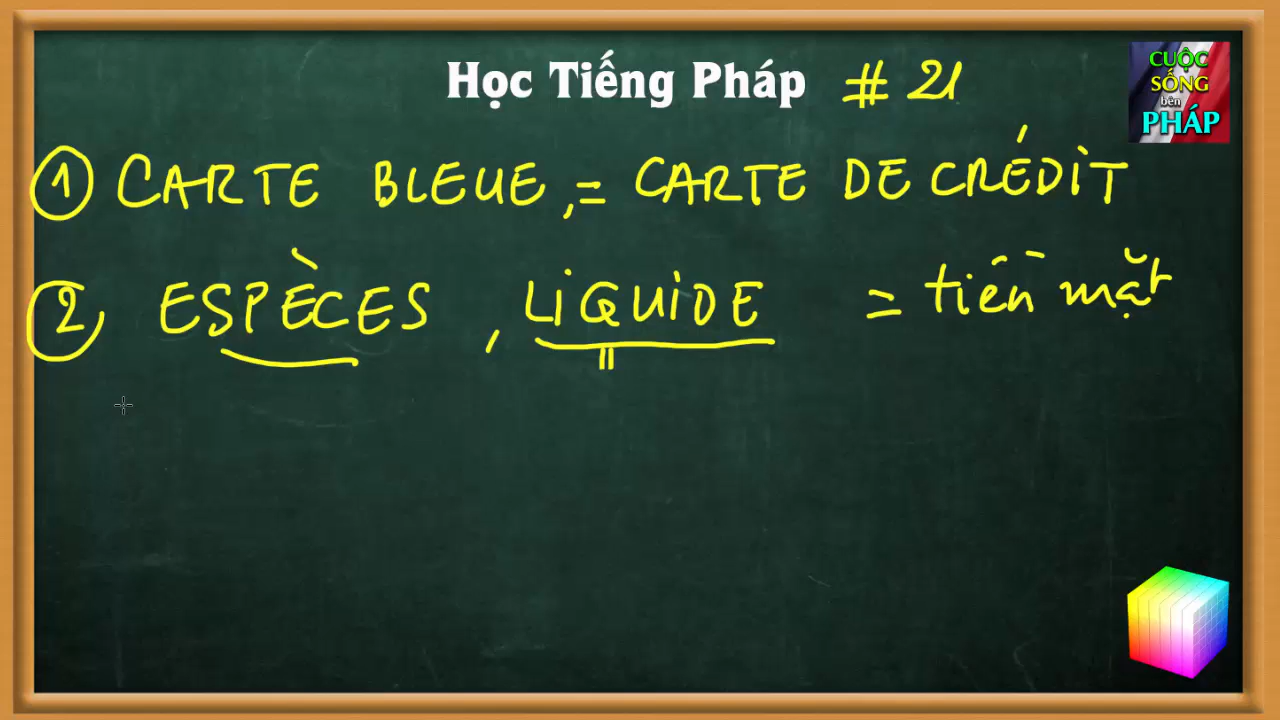 Học Tiếng Pháp # 21
CUỘC
SỐNG
bên
PHÁP
1 CARTE BLEUE, = CARTE DE CRÉDIT
2 ESPÈCES, LIQUIDE = tiền mặt